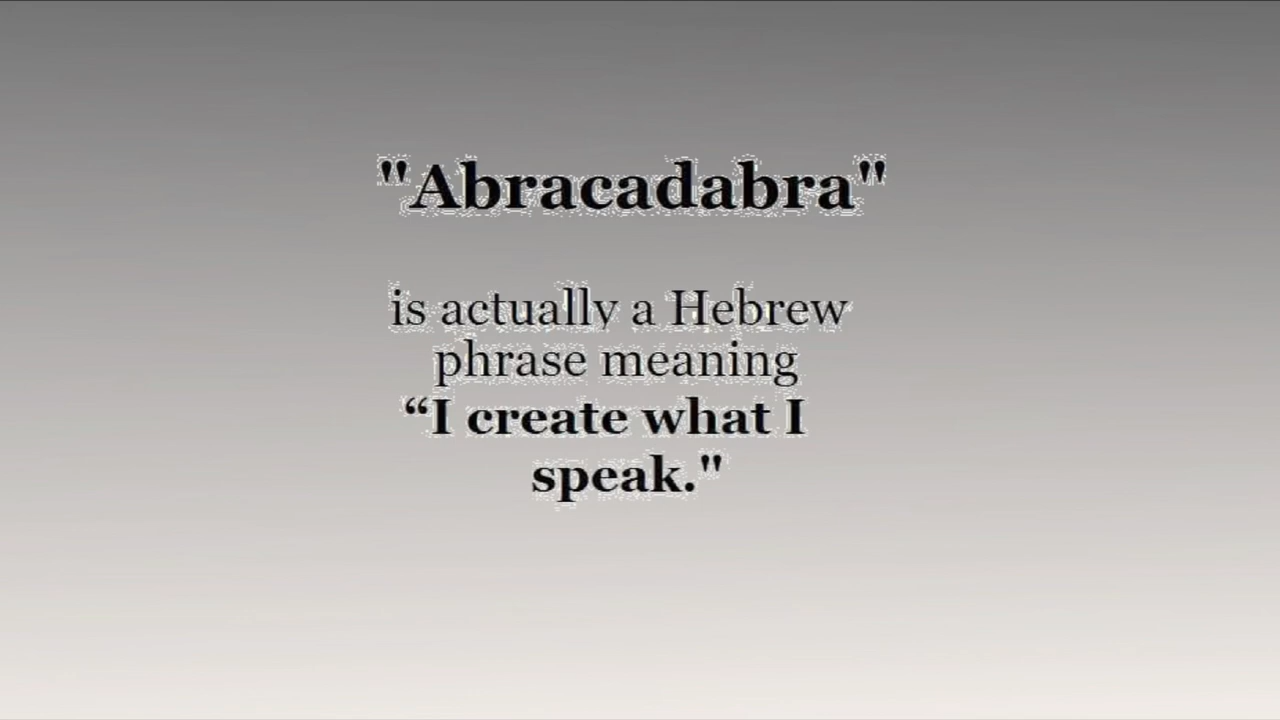 "Abracadabra"
is actually a Hebrew
phrase meaning
“I create what I
speak."